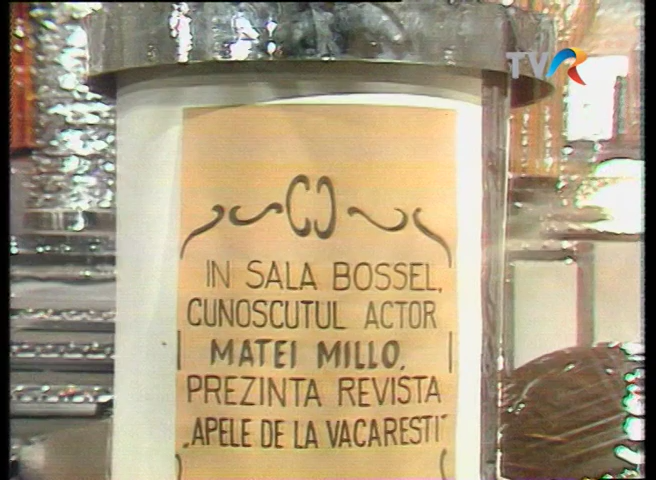 TVR
IN SALA BOSSEL,
CUNOSCUTUL ACTOR
MATEI MILLO,
PREZINTA REVISTA
„APELE DE LA VACARESTI"